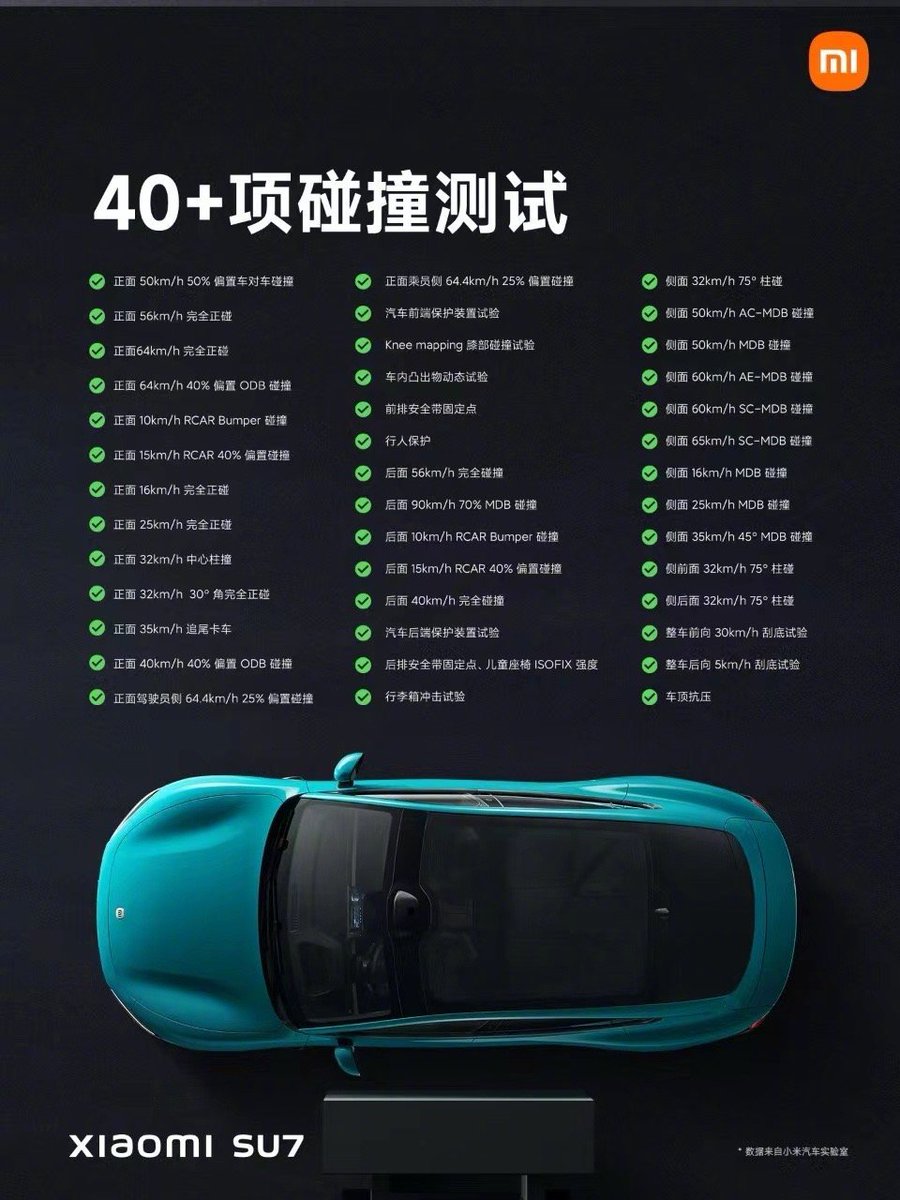 mi
40+项碰撞测试
正面 50km/h 50% 偏置车对车碰撞
正面 56km/h 完全正碰
正面64km/h 完全正碰
正面 64km/h 40% 偏置 ODB 碰撞
正面 10km/h RCAR Bumper 碰撞
正面 15km/h RCAR 40% 偏置碰撞
正面 16km/h 完全正碰
正面 25km/h 完全正碰
正面 32km/h 中心柱撞
正面 32km/h 30° 角完全正碰
正面 35km/h 追尾卡车
正面 40km/h 40% 偏置 ODB 碰撞
正面驾驶员侧 64.4km/h 25% 偏置碰撞
正面乘员侧 64.4km/h 25% 偏置碰撞
汽车前端保护装置试验
Knee mapping 膝部碰撞试验
车内凸出物动态试验
前排安全带固定点
行人保护
后面 56km/h 完全碰撞
后面 90km/h 70% MDB 碰撞
后面 10km/h RCAR Bumper 碰撞
后面 15km/h RCAR 40% 偏置碰撞
后面 40km/h 完全碰撞
汽车后端保护装置试验
后排安全带固定点、儿童座椅 ISOFIX 强度
行李箱冲击试验
侧面 32km/h 75° 柱碰
侧面 50km/h AC-MDB 碰撞
侧面 50km/h MDB 碰撞
侧面 60km/h AE-MDB 碰撞
侧面 60km/h SC-MDB 碰撞
侧面 65km/h SC-MDB 碰撞
侧面 16km/h MDB 碰撞
侧面 25km/h MDB 碰撞
侧面 35km/h 45° MDB 碰撞
侧前面 32km/h 75° 柱碰
侧后面 32km/h 75° 柱碰
整车前向 30km/h 刮底试验
整车后向 5km/h 刮底试验
车顶抗压
xiaomi SU7
* 数据来自小米汽车实验室